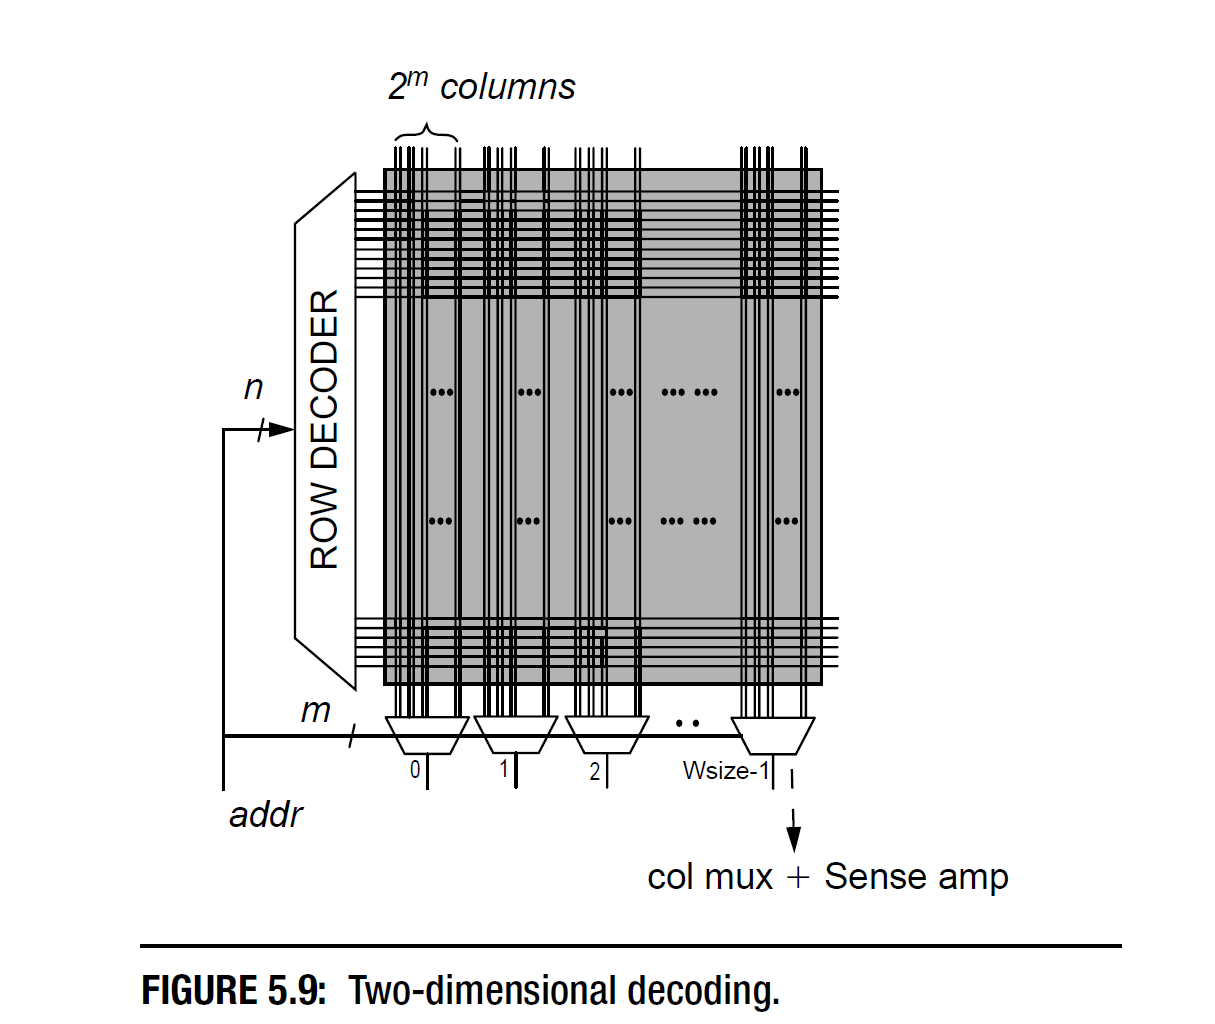 2^m columns
ROW DECODER
n
m
0
1
2
Wsize-1
addr
col mux + Sense amp
FIGURE 5.9: Two-dimensional decoding.